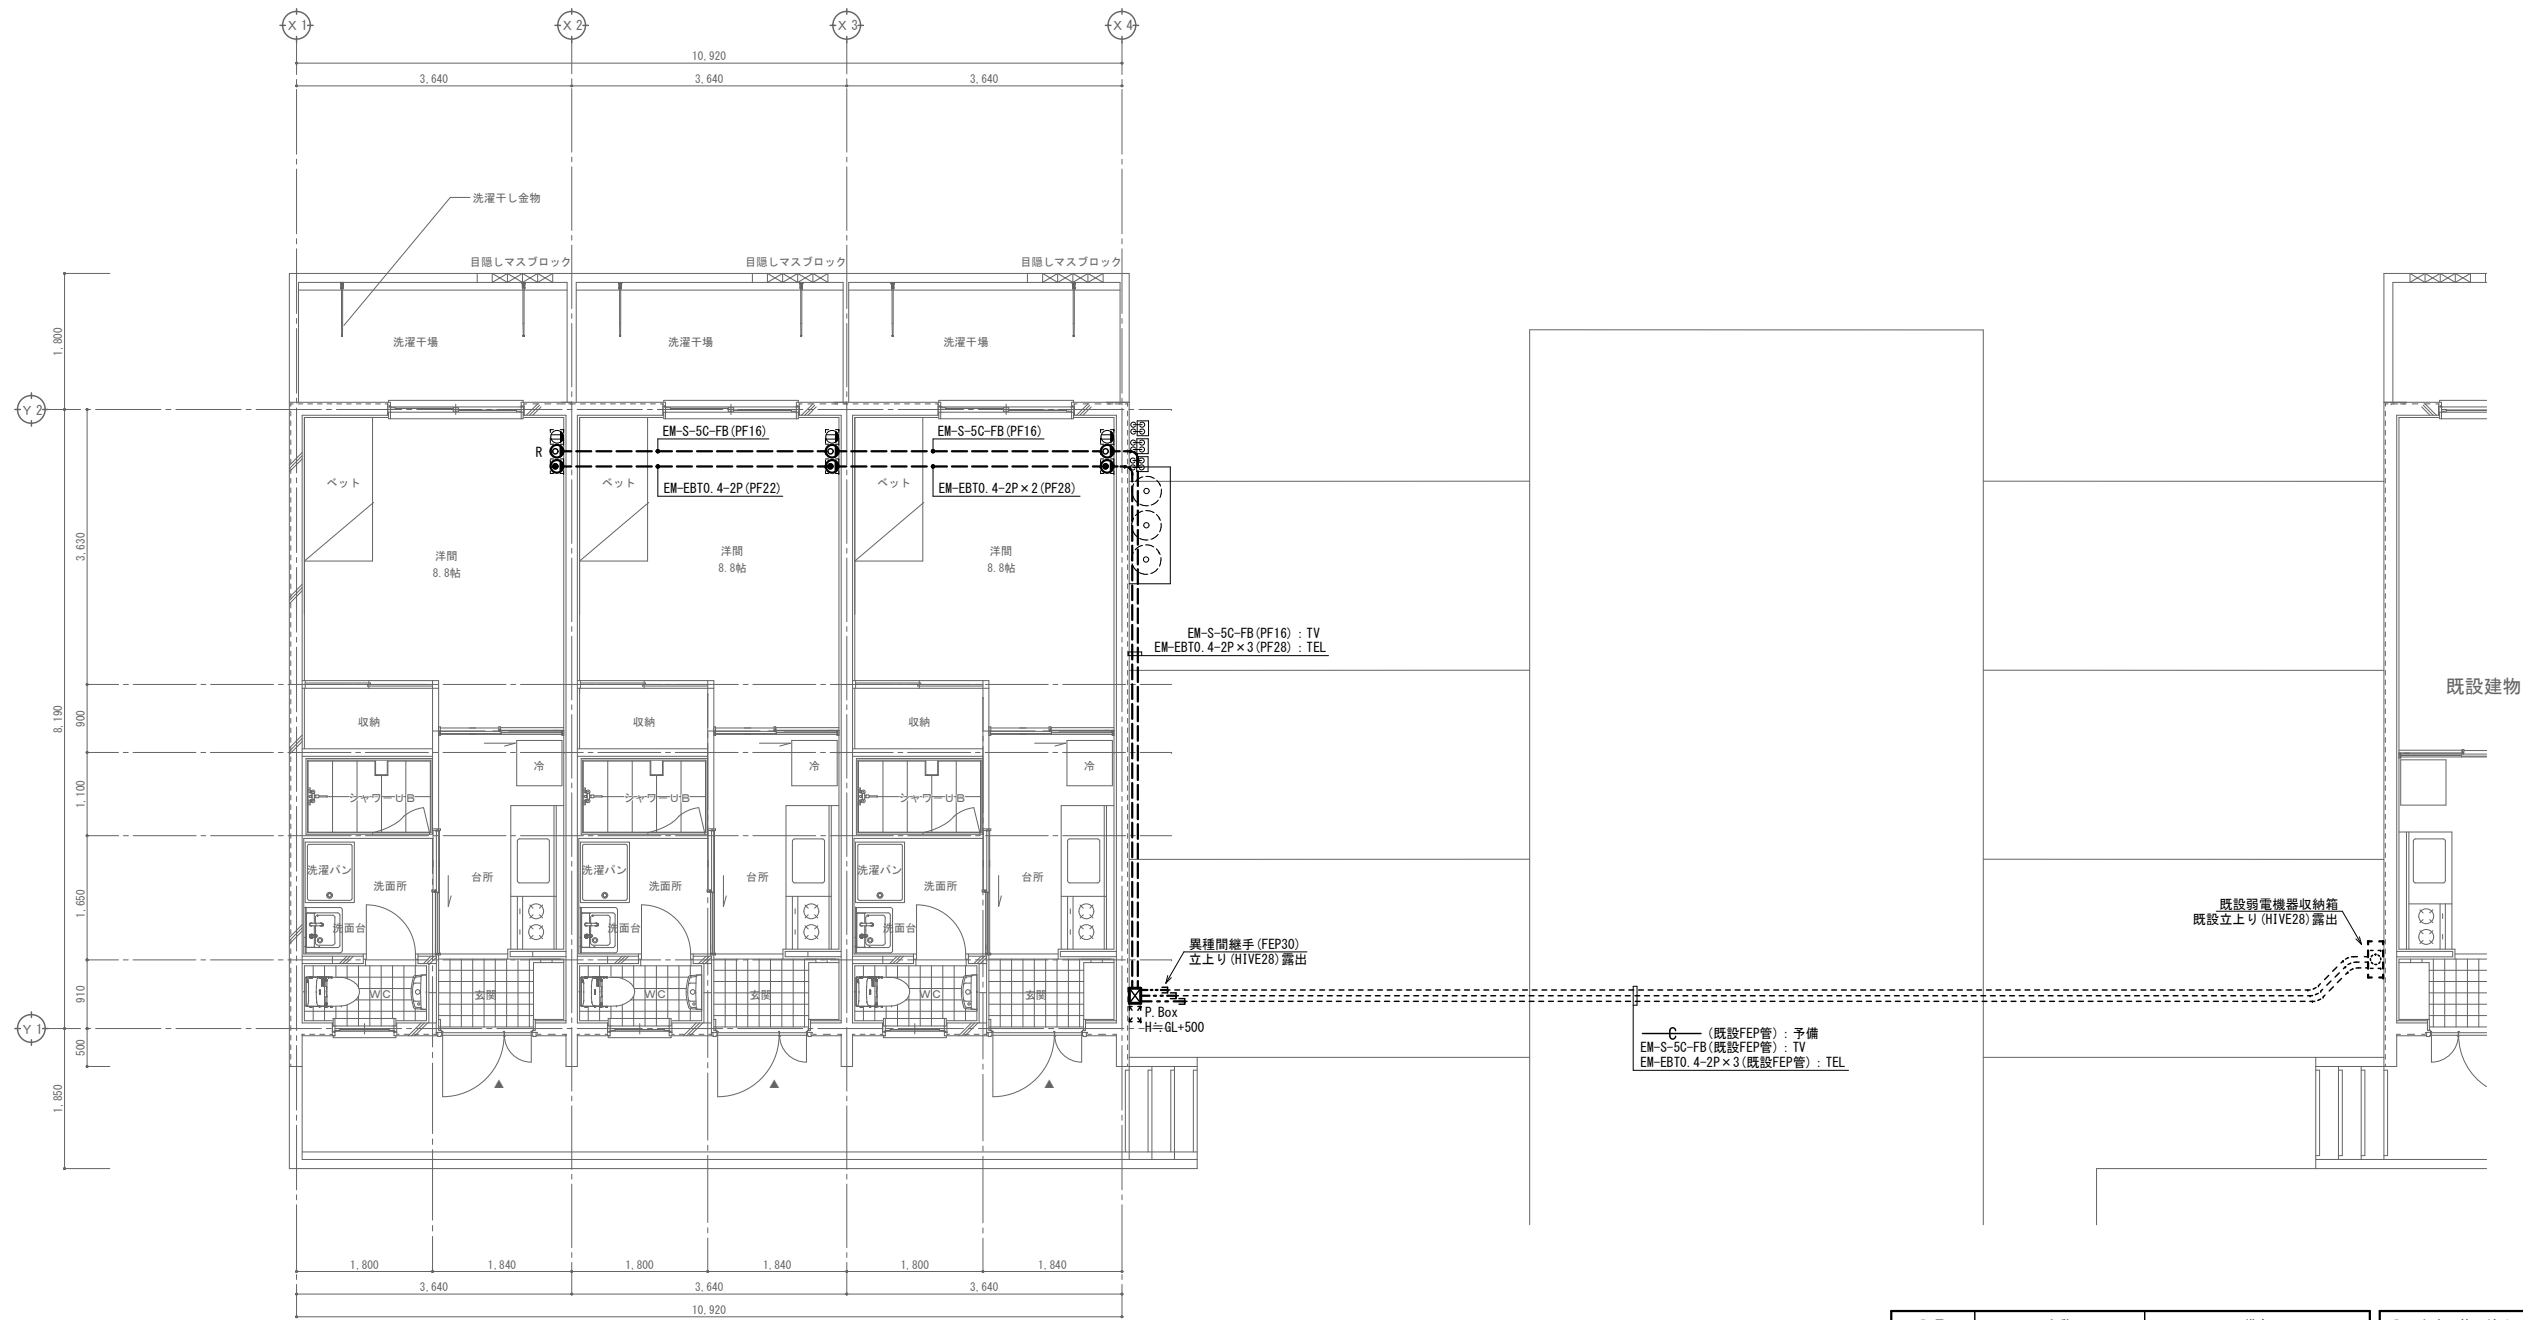 X 1
X 2
X 3
X 4
10,920
3,640
3,640
3,640
洗濯干し金物
目隠しマスブロック
目隠しマスブロック
目隠しマスブロック
1,800
洗濯干場
洗濯干場
洗濯干場
Y 2
EM-S-5C-FB(PF16)
EM-S-5C-FB(PF16)
R
ベット
ベット
ベット
EM-EBT0.4-2P(PF22)
EM-EBT0.4-2P×2(PF28)
3,630
洋間
8.8帖
洋間
8.8帖
洋間
8.8帖
EM-S-5C-FB(PF16) : TV
EM-EBT0.4-2P×3(PF28) : TEL
既設建物
8,190
900
収納
収納
収納
冷
冷
冷
1,100
シャワーUB
シャワーUB
シャワーUB
洗濯パン
洗濯パン
洗濯パン
台所
台所
台所
洗面所
洗面所
洗面所
1,650
既設弱電機器収納箱
既設立上り(HIVE28)露出
洗面台
洗面台
洗面台
異種間継手(FEP30)
立上り(HIVE28)露出
910
WC
玄関
WC
玄関
WC
玄関
P.Box
H≒GL+500
Y 1
500
C (既設FEP管) : 予備
EM-S-5C-FB(既設FEP管) : TV
EM-EBT0.4-2P×3(既設FEP管) : TEL
1,850
1,800
1,840
1,800
1,840
1,800
1,840
3,640
3,640
3,640
10,920